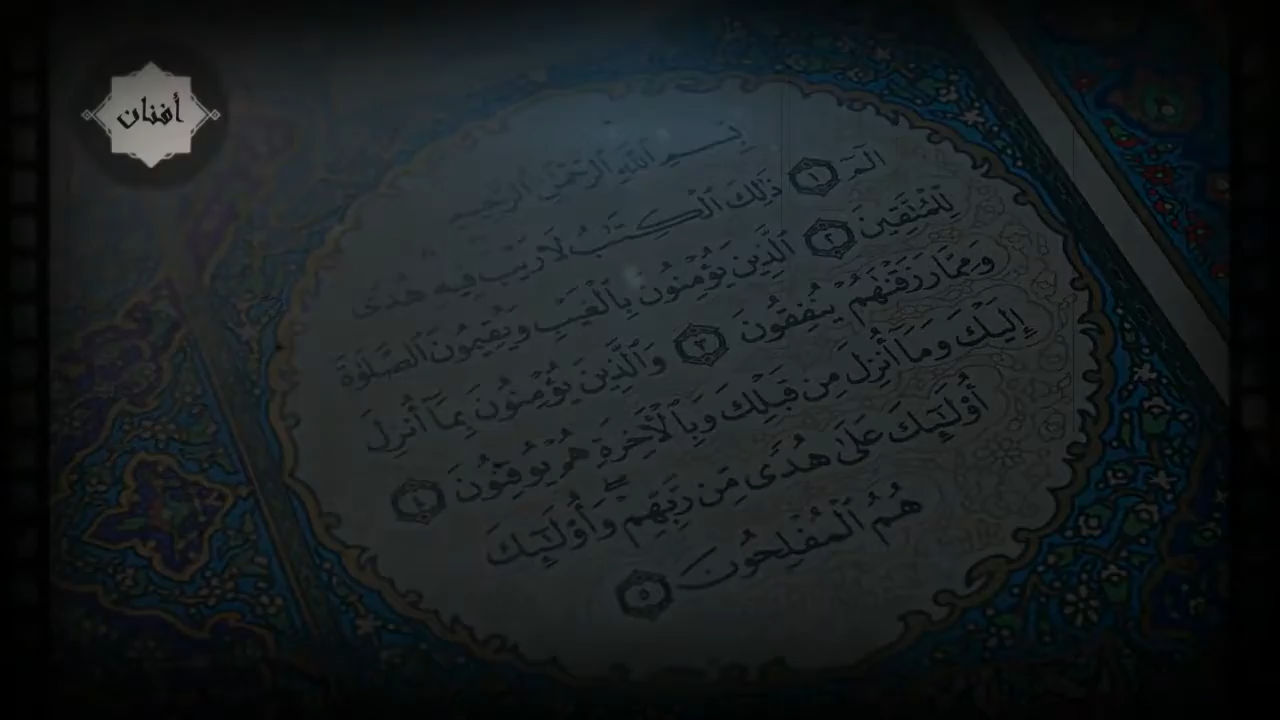 أفنان
بِسْمِ ٱللَّهِ ٱلرَّحْمَٰنِ ٱلرَّحِيمِ
الٓمٓ ١ ذَٰلِكَ ٱلْكِتَٰبُ لَا رَيْبَ فِيهِ هُدًى
لِّلْمُتَّقِينَ ٢ ٱلَّذِينَ يُؤْمِنُونَ بِٱلْغَيْبِ وَيُقِيمُونَ ٱلصَّلَوٰةَ
وَمِمَّا رَزَقْنَٰهُمْ يُنفِقُونَ ٣ وَٱلَّذِينَ يُؤْمِنُونَ بِمَآ أُنزِلَ
إِلَيْكَ وَمَآ أُنزِلَ مِن قَبْلِكَ وَبِٱلْءَاخِرَةِ هُمْ يُوقِنُونَ ٤
أُو۟لَٰٓئِكَ عَلَىٰ هُدًى مِّن رَّبِّهِمْ ۖ وَأُو۟لَٰٓئِكَ
هُمُ ٱلْمُفْلِحُونَ ٥